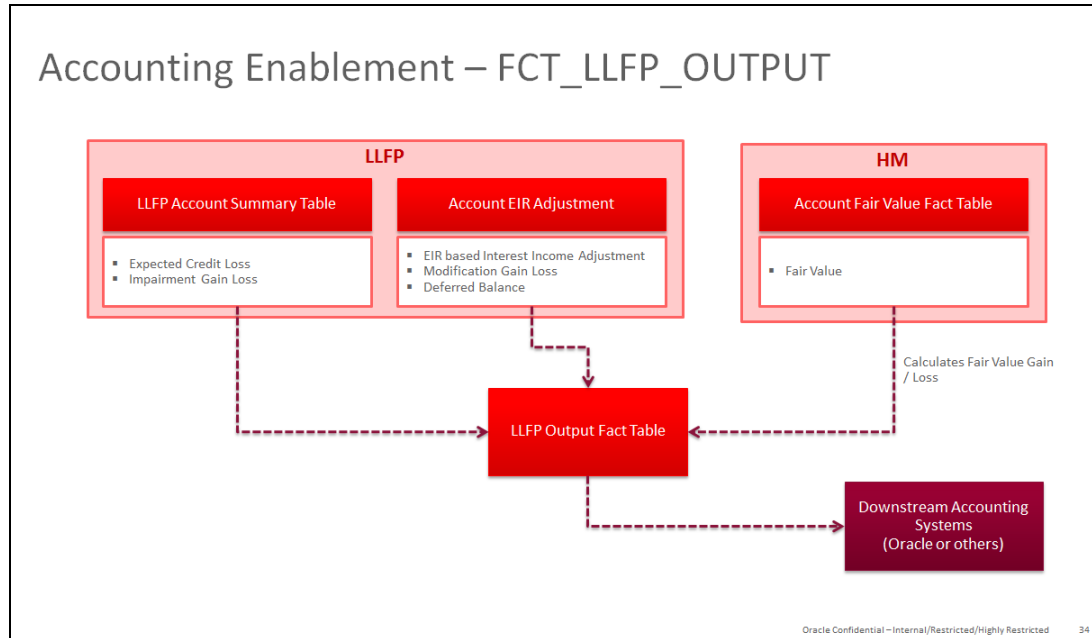 Accounting Enablement – FCT_LLFP_OUTPUT
LLFP
LLFP Account Summary Table
▪ Expected Credit Loss
▪ Impairment Gain Loss
Account EIR Adjustment
▪ EIR based Interest Income Adjustment
▪ Modification Gain Loss
▪ Deferred Balance
HM
Account Fair Value Fact Table
▪ Fair Value
Calculates Fair Value Gain
/ Loss
LLFP Output Fact Table
Downstream Accounting
Systems
(Oracle or others)
Oracle Confidential – Internal/Restricted/Highly Restricted 34